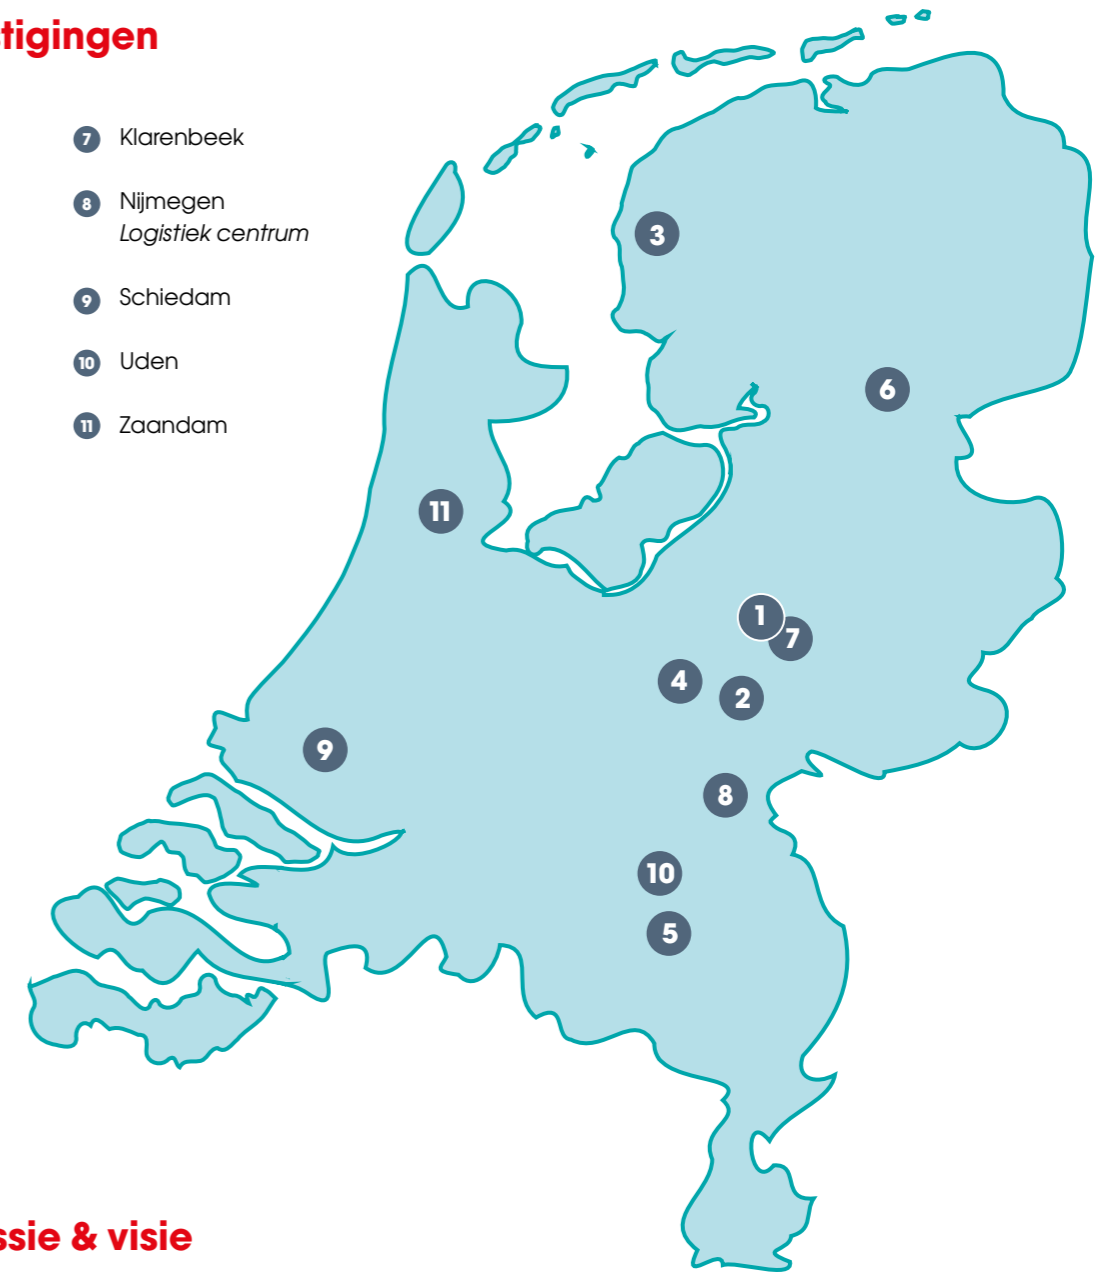 tigingen
7 Klarenbeek
8 Nijmegen
Logistiek centrum
9 Schiedam
10 Uden
11 Zaandam
3
6
11
1
7
4
2
9
8
10
5
ssie & visie